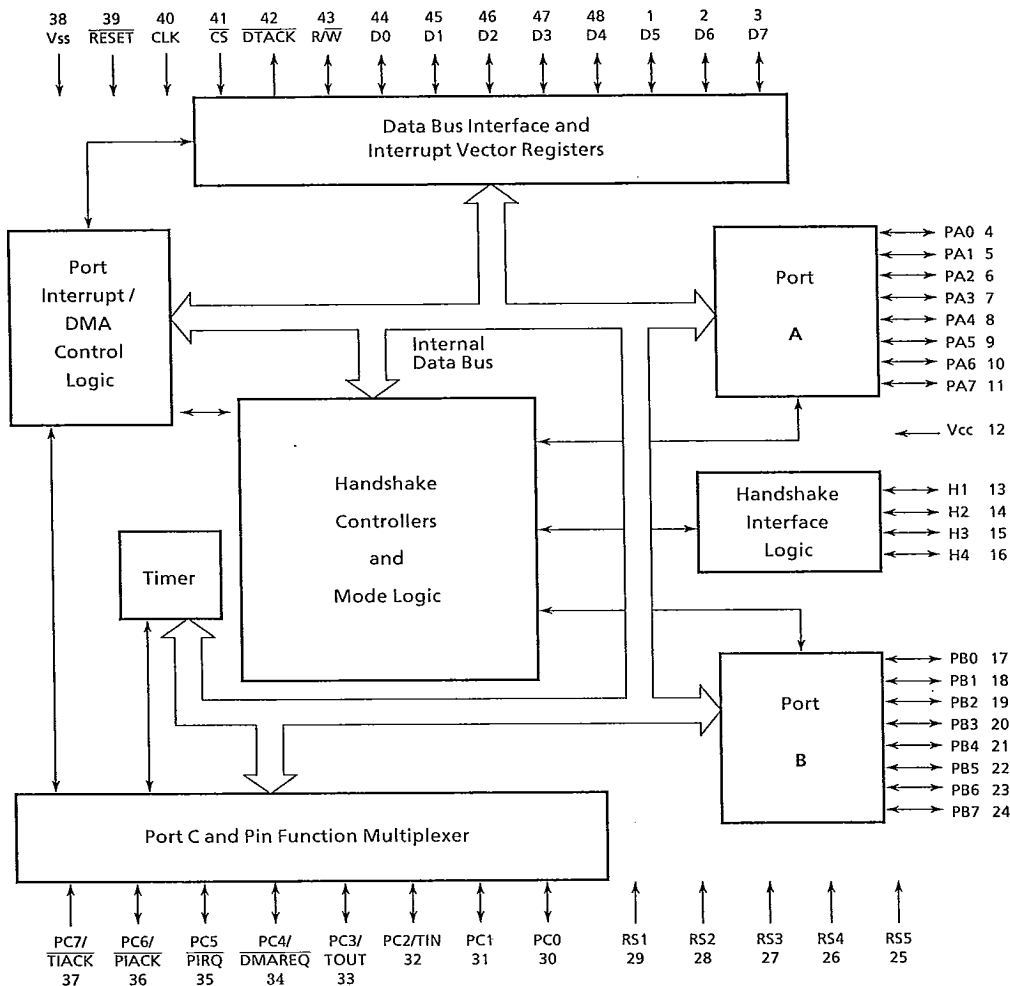 38 39 40 41 42 43 44 45 46 47 48 1 2 3
Vss RESET CLK CS DTACK R/W D0 D1 D2 D3 D4 D5 D6 D7
Data Bus Interface and
Interrupt Vector Registers
Port
Interrupt /
DMA
Control
Logic
Internal
Data Bus
Port
A
PA0 4
PA1 5
PA2 6
PA3 7
PA4 8
PA5 9
PA6 10
PA7 11
Vcc 12
Handshake
Controllers
and
Mode Logic
Handshake
Interface
Logic
H1 13
H2 14
H3 15
H4 16
Timer
Port
B
PB0 17
PB1 18
PB2 19
PB3 20
PB4 21
PB5 22
PB6 23
PB7 24
Port C and Pin Function Multiplexer
PC7/ PC6/ PC5 PC4/ PC3/ PC2/TIN PC1 PC0 RS1 RS2 RS3 RS4 RS5
TIACK PIACK PIRQ DMAREQ TOUT 32 31 30 29 28 27 26 25
37 36 35 34 33